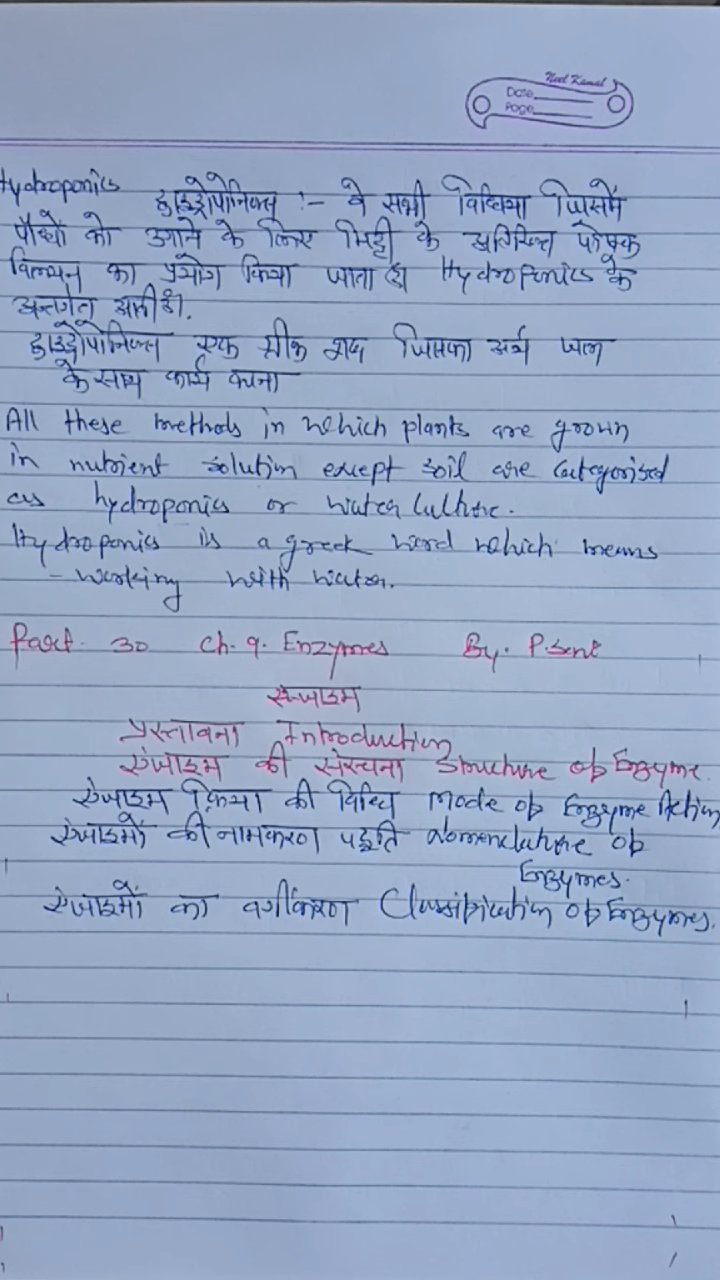 Neel Kamal
Date
Page
Hydroponics हाइड्रोपोनिक्स :- वे सभी विधिया जिसमें
पौधों को उगाने के लिए मिट्टी के अतिरिक्त पोषक
विलयन का प्रयोग किया जाता है। Hydroponics के
अन्तर्गत आती है।
हाइड्रोपोनिक्स एक ग्रीक शब्द जिसका अर्थ जल
के साथ कार्य करना
All these methods in which plants are grown
in nutrient solution except soil are Categorised
as hydroponics or water Culture.
Hydroponics is a greek word which means
- working with water.
Part 30 Ch. 9. Enzymes By. P. Soni
एंजाइम
प्रस्तावना Introduction
एंजाइम की संरचना Structure of Enzyme.
एंजाइम क्रिया की विधि Mode of Enzyme Action
एंजाइमों की नामकरण पद्धति Nomenclature of
Enzymes.
एंजाइमों का वर्गीकरण Classification of Enzymes.